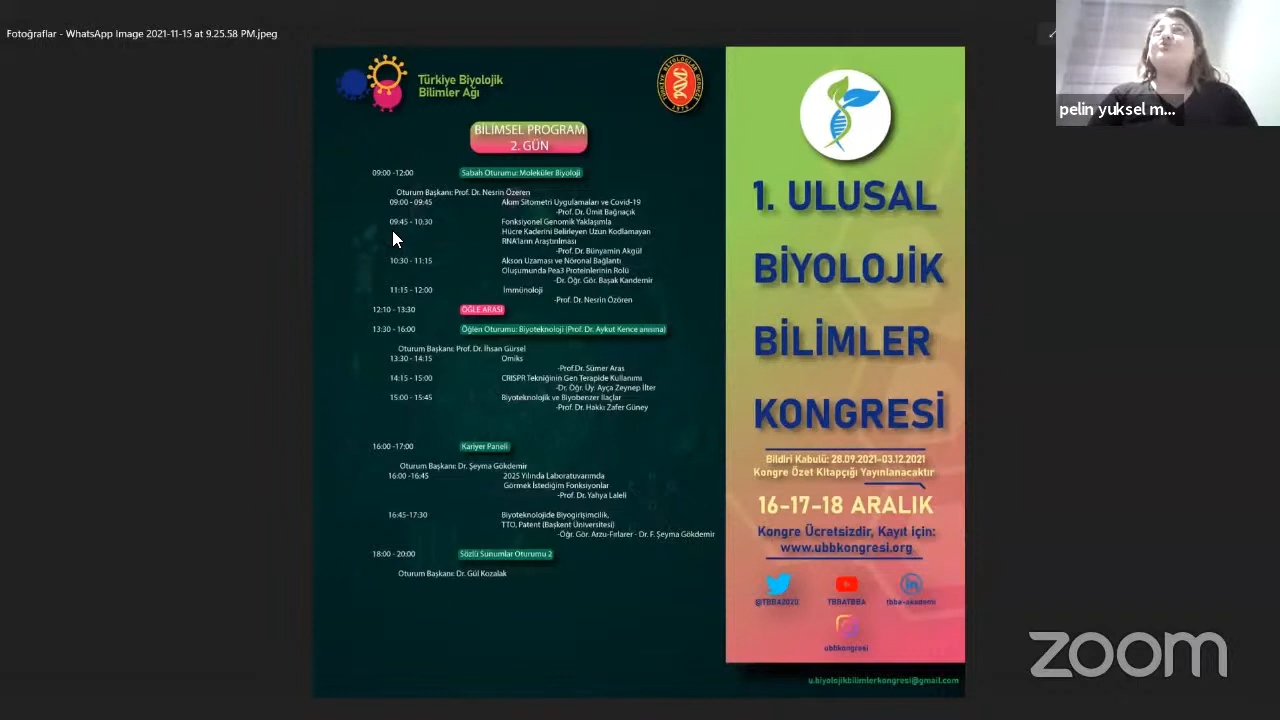 Fotoğraflar - WhatsApp Image 2021-11-15 at 9.25.58 PM.jpeg
pelin yuksel m...
Türkiye Biyolojik
Bilimler Ağı
BİLİMSEL PROGRAM
2. GÜN
09:00 -12:00 Sabah Oturumu: Moleküler Biyoloji
Oturum Başkanı: Prof. Dr. Nesrin Özeren
09:00 - 09:45 Akım Sitometri Uygulamaları ve Covid-19
-Prof. Dr. Ümit Bağrıaçık
09:45 - 10:30 Fonksiyonel Genomik Yaklaşımla
Hücre Kaderini Belirleyen Uzun Kodlamayan
RNA'ların Araştırılması
-Prof. Dr. Bünyamin Akgül
10:30 - 11:15 Akson Uzaması ve Nöronal Bağlantı
Oluşumunda Pea3 Proteinlerinin Rolü
-Dr. Öğr. Gör. Başak Kandemir
11:15 - 12:00 İmmünoloji
-Prof. Dr. Nesrin Özören
12:10 - 13:30 ÖĞLE ARASI
13:30 - 16:00 Öğlen Oturumu: Biyoteknoloji (Prof. Dr. Aykut Kence anısına)
Oturum Başkanı: Prof. Dr. İhsan Gürsel
13:30 - 14:15 Omiks
-Prof.Dr. Sümer Aras
14:15 - 15:00 CRISPR Tekniğinin Gen Terapide Kullanımı
-Dr. Öğr. Üy. Ayça Zeynep İlter
15:00 - 15:45 Biyoteknolojik ve Biyobenzer İlaçlar
-Prof. Dr. Hakkı Zafer Güney
16:00 -17:00 Kariyer Paneli
Oturum Başkanı: Dr. Şeyma Gökdemir
16:00 -16:45 2025 Yılında Laboratuvarımda
Görmek İstediğim Fonksiyonlar
-Prof. Dr. Yahya Laleli
16:45-17:30 Biyoteknolojide Biyogirişimcilik,
TTO, Patent (Başkent Üniversitesi)
-Öğr. Gör. Arzu-Fırlarer - Dr. F. Şeyma Gökdemir
18:00 - 20:00 Sözlü Sunumlar Oturumu 2
Oturum Başkanı: Dr. Gül Kozalak
1. ULUSAL
BİYOLOJİK
BİLİMLER
KONGRESİ
Bildiri Kabulü: 28.09.2021-03.12.2021
Kongre Özet Kitapçığı Yayınlanacaktır
16-17-18 ARALIK
Kongre Ücretsizdir, Kayıt için:
www.ubbkongresi.org
@TBBA2020 TBBATBBA tbba-akademi
ubbkongresi
u.biyolojikbilimlerkongresi@gmail.com
zoom